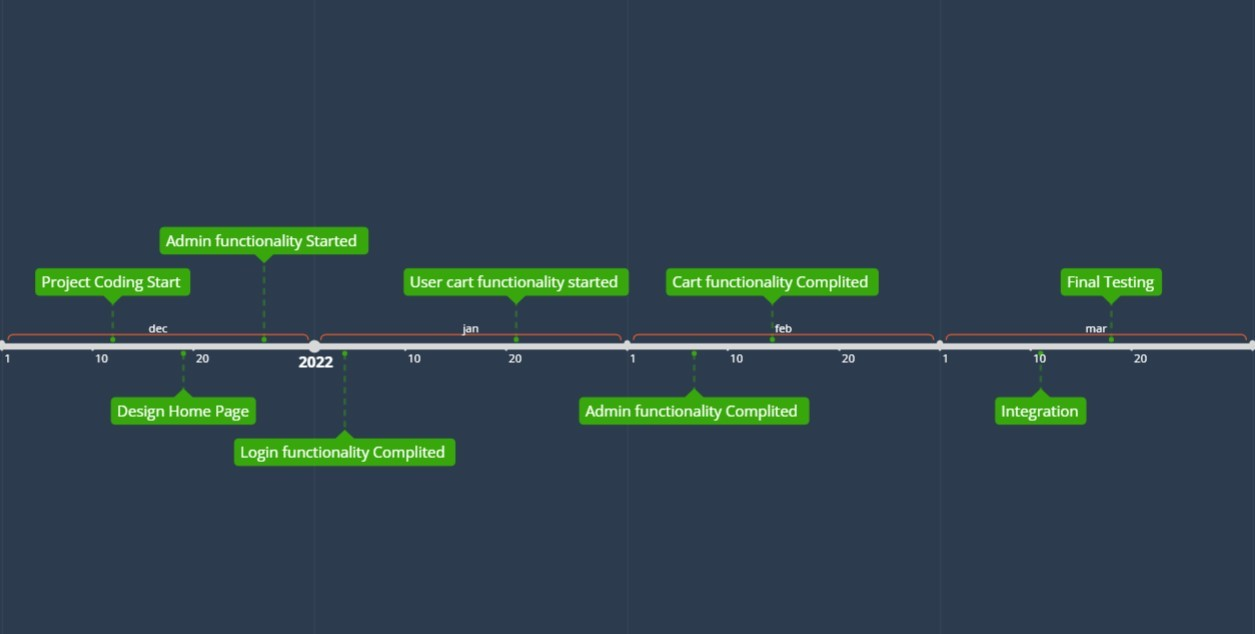 Admin functionality Started
Project Coding Start
User cart functionality started
Cart functionality Complited
Final Testing
dec
jan
feb
mar
1
10
20
2022
10
20
1
10
20
1
10
20
Design Home Page
Admin functionality Complited
Integration
Login functionality Complited